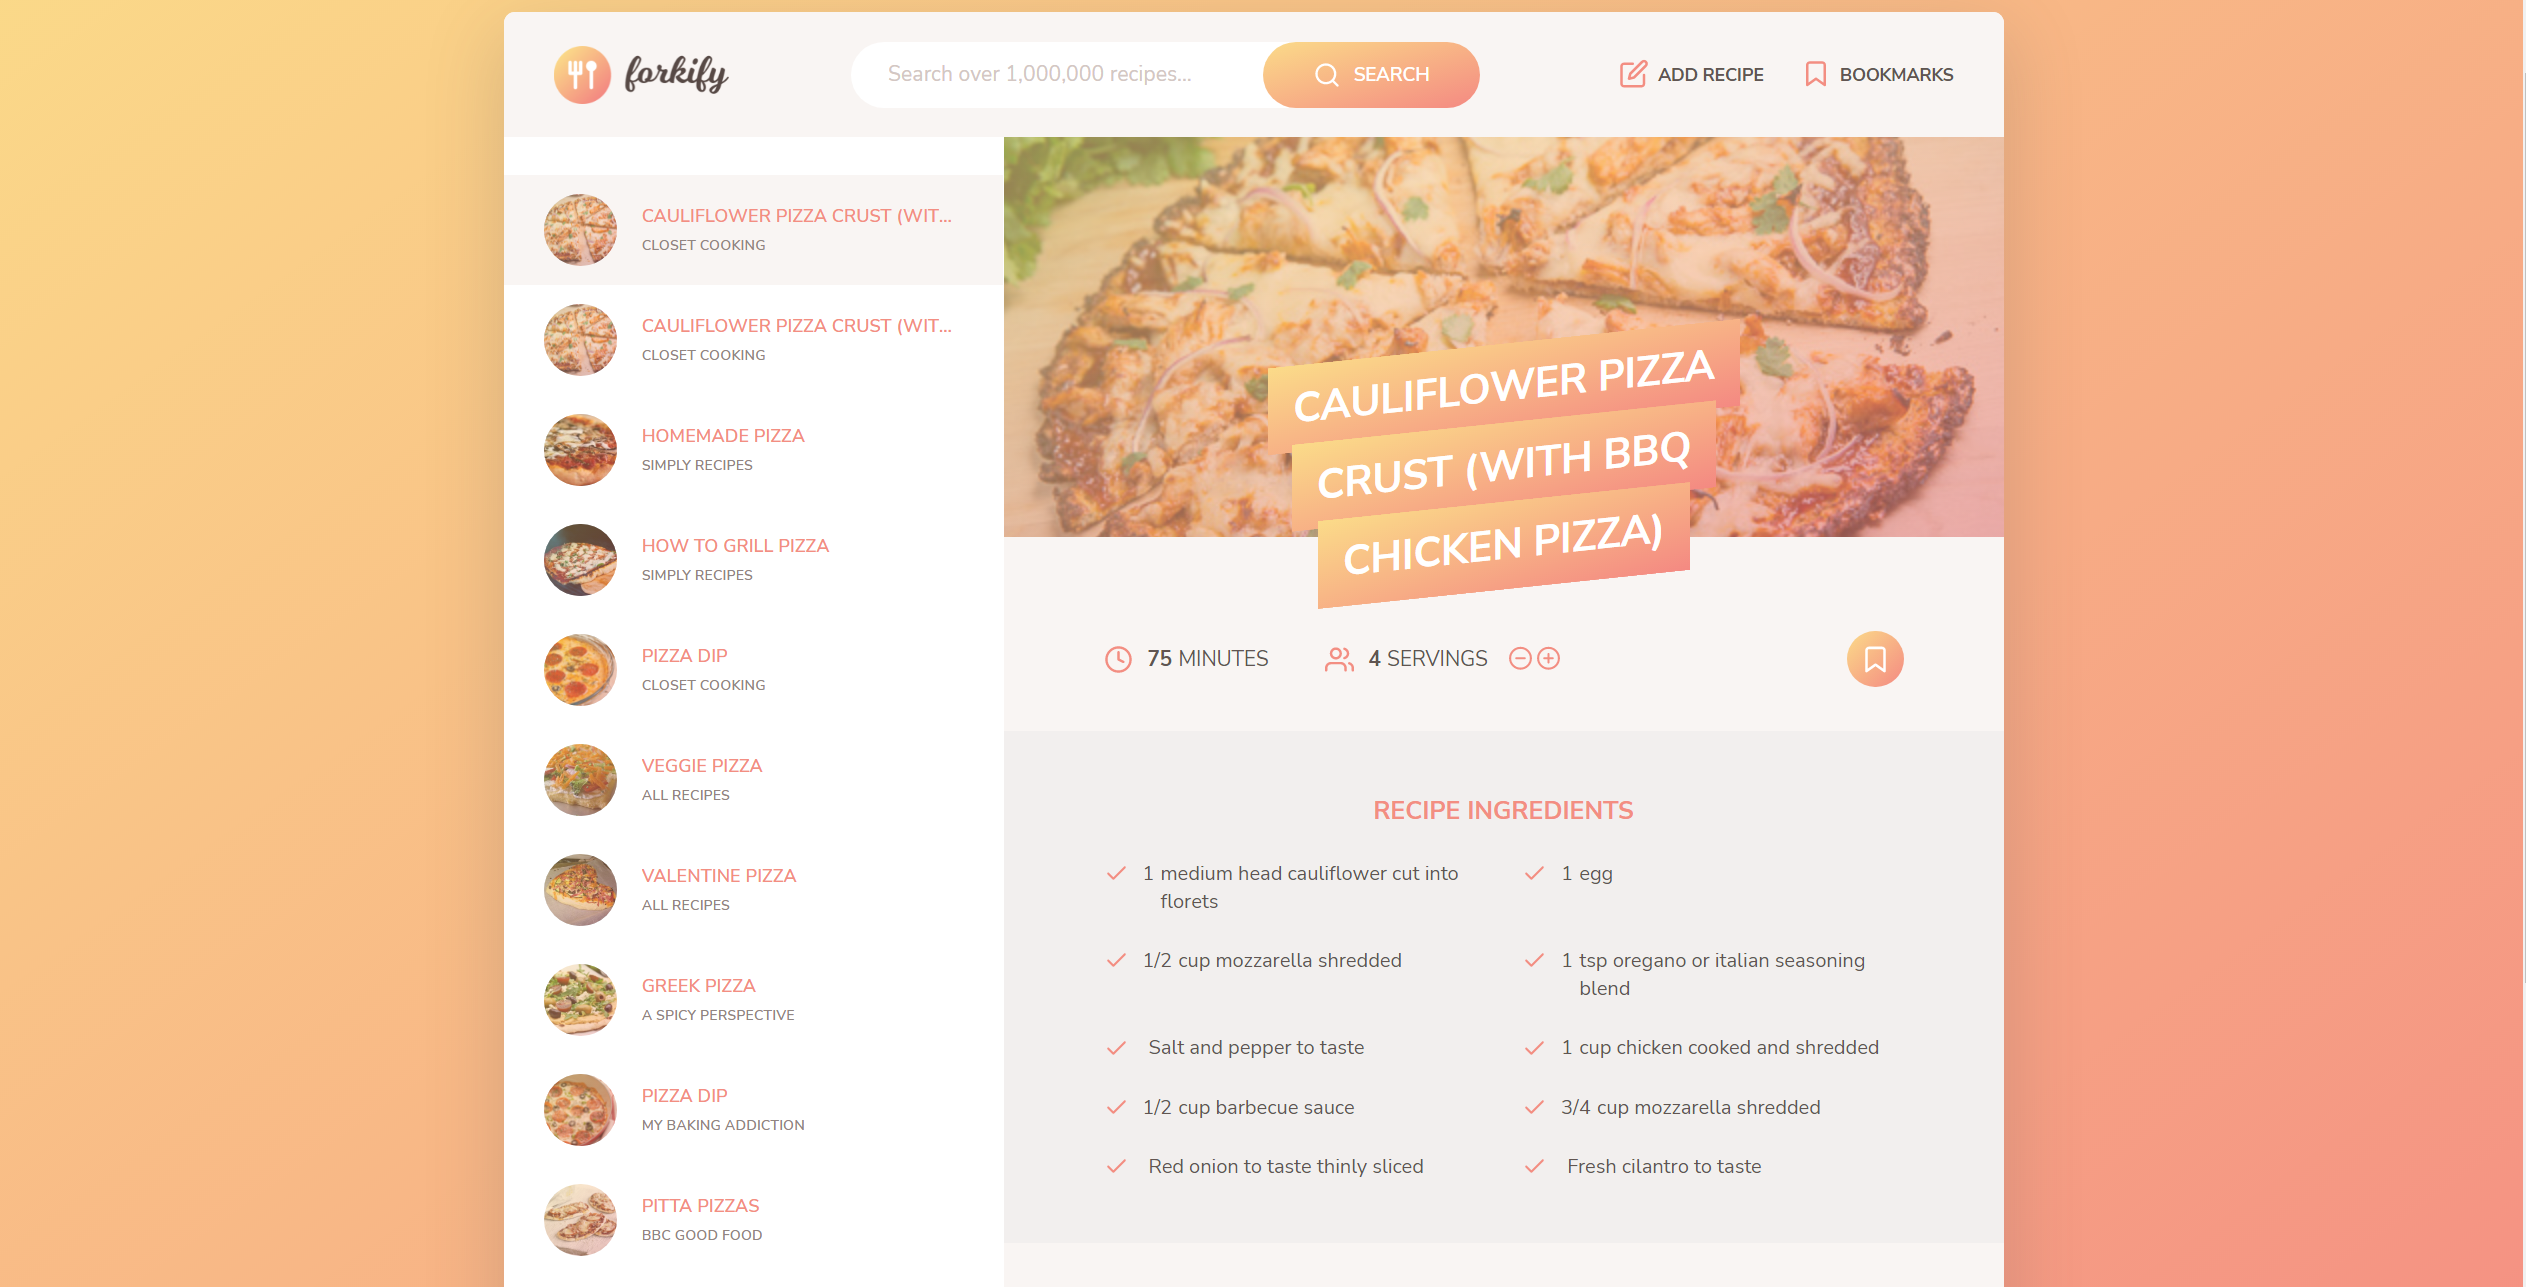 forkify
Search over 1,000,000 recipes...
SEARCH
ADD RECIPE
BOOKMARKS
CAULIFLOWER PIZZA CRUST (WIT...
CLOSET COOKING
CAULIFLOWER PIZZA CRUST (WIT...
CLOSET COOKING
HOMEMADE PIZZA
SIMPLY RECIPES
HOW TO GRILL PIZZA
SIMPLY RECIPES
PIZZA DIP
CLOSET COOKING
VEGGIE PIZZA
ALL RECIPES
VALENTINE PIZZA
ALL RECIPES
GREEK PIZZA
A SPICY PERSPECTIVE
PIZZA DIP
MY BAKING ADDICTION
PITTA PIZZAS
BBC GOOD FOOD
CAULIFLOWER PIZZA
CRUST (WITH BBQ
CHICKEN PIZZA)
75 MINUTES
4 SERVINGS
RECIPE INGREDIENTS
1 medium head cauliflower cut into
florets
1 egg
1/2 cup mozzarella shredded
1 tsp oregano or italian seasoning
blend
Salt and pepper to taste
1 cup chicken cooked and shredded
1/2 cup barbecue sauce
3/4 cup mozzarella shredded
Red onion to taste thinly sliced
Fresh cilantro to taste